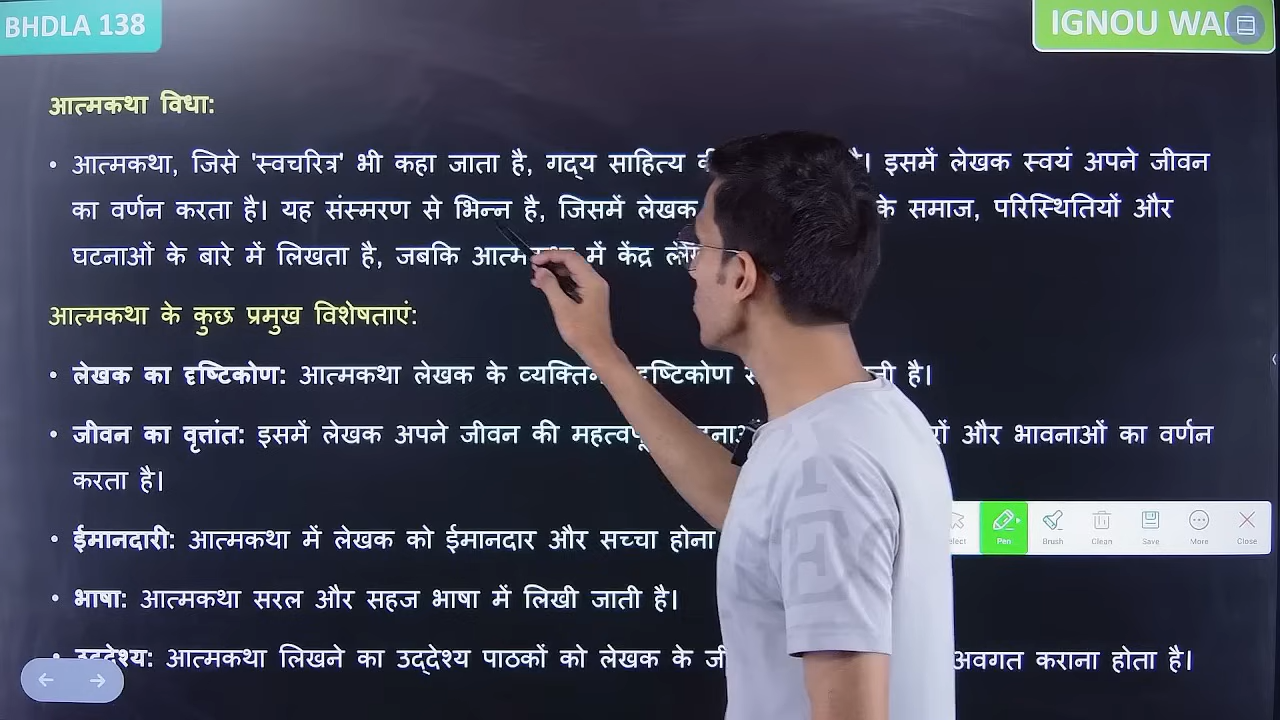 BHDLA 138
IGNOU WA
आत्मकथा विधा:
• आत्मकथा, जिसे 'स्वचरित्र' भी कहा जाता है, गद्य साहित्य है। इसमें लेखक स्वयं अपने जीवन
का वर्णन करता है। यह संस्मरण से भिन्न है, जिसमें लेखक के समाज, परिस्थितियों और
घटनाओं के बारे में लिखता है, जबकि में केंद्र
आत्मकथा के कुछ प्रमुख विशेषताएं:
• लेखक का दृष्टिकोण: आत्मकथा लेखक के दृष्टिकोण है।
• जीवन का वृत्तांत: इसमें लेखक अपने जीवन की और भावनाओं का वर्णन
करता है।
• ईमानदारी: आत्मकथा में लेखक को ईमानदार और सच्चा होना
• भाषा: आत्मकथा सरल और सहज भाषा में लिखी जाती है।
• उद्देश्य: आत्मकथा लिखने का उद्देश्य पाठकों को लेखक के अवगत कराना होता है।
Pen
Brush
Clean
Save
More
Close